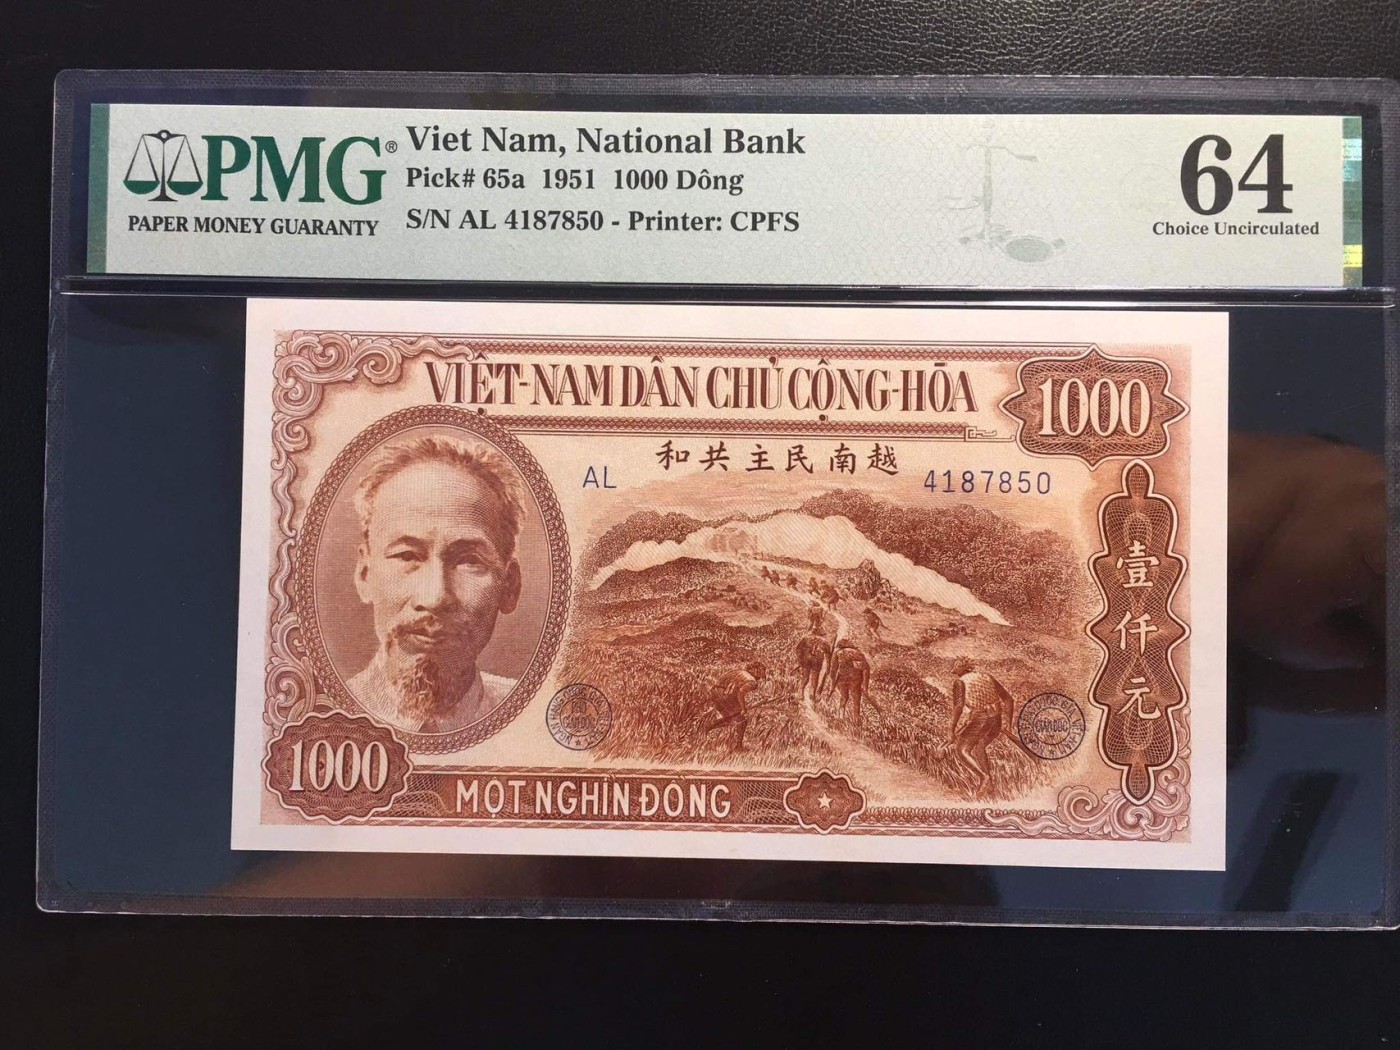 PMG®
PAPER MONEY GUARANTY
Viet Nam, National Bank
Pick# 65a 1951 1000 Dông
S/N AL 4187850 - Printer: CPFS
64
Choice Uncirculated
VIỆT-NAM DÂN CHỦ CỘNG-HÒA
1000
和共主民南越
AL 4187850
壹仟元
1000
MỘT NGHÌN ĐỒNG